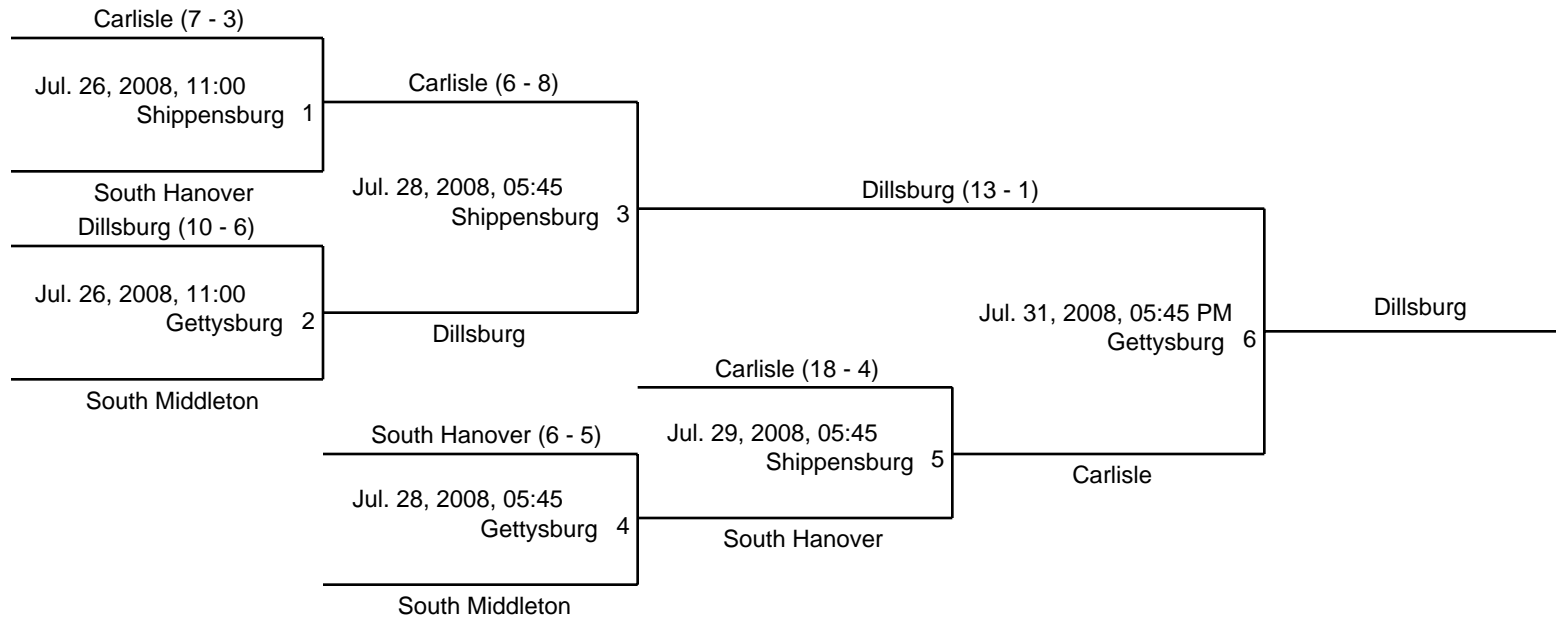 Carlisle (7 - 3)
Jul. 26, 2008, 11:00
Shippensburg 1
South Hanover
Dillsburg (10 - 6)
Jul. 26, 2008, 11:00
Gettysburg 2
South Middleton
Carlisle (6 - 8)
Jul. 28, 2008, 05:45
Shippensburg 3
Dillsburg
South Hanover (6 - 5)
Jul. 28, 2008, 05:45
Gettysburg 4
South Middleton
Carlisle (18 - 4)
Jul. 29, 2008, 05:45
Shippensburg 5
South Hanover
Dillsburg (13 - 1)
Jul. 31, 2008, 05:45 PM
Gettysburg 6
Carlisle
Dillsburg